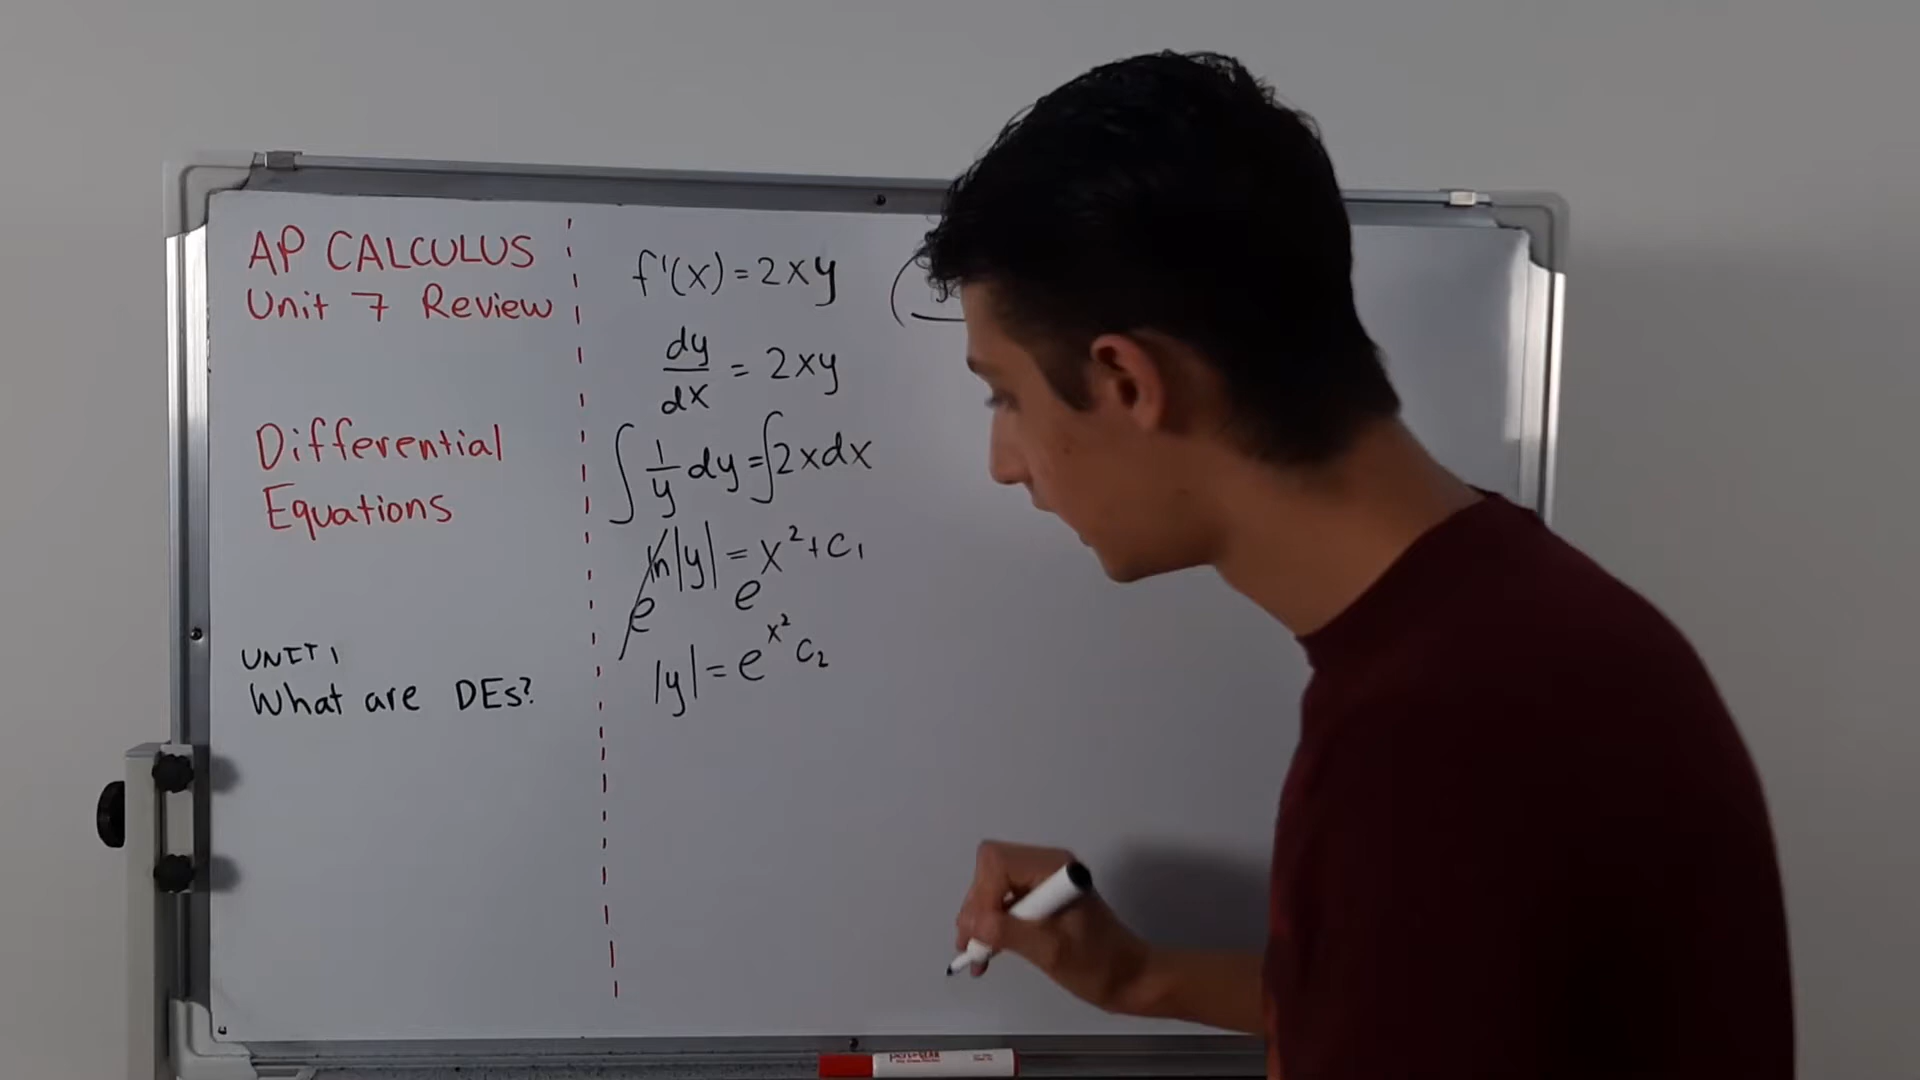 AP CALCULUS
Unit 7 Review
Differential
Equations
UNIT 1
What are DEs?
f'(x) = 2xy
dy/dx = 2xy
∫ 1/y dy = ∫ 2x dx
ln|y| = x² + C₁
e e
|y| = e^x² C₂